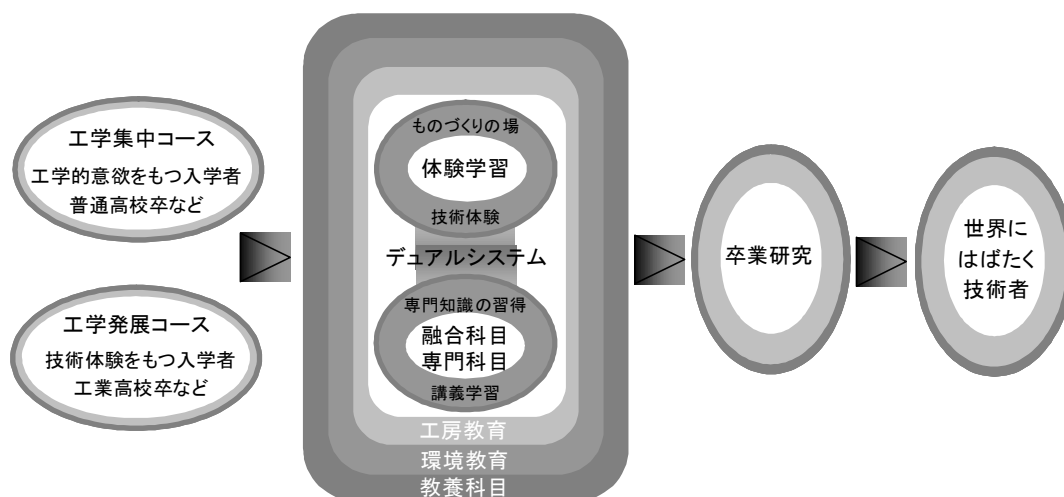 工学集中コース
工学的意欲をもつ入学者
普通高校卒など
工学発展コース
技術体験をもつ入学者
工業高校卒など
ものづくりの場
体験学習
技術体験
デュアルシステム
専門知識の習得
融合科目
専門科目
講義学習
工房教育
環境教育
教養科目
卒業研究
世界に
はばたく
技術者